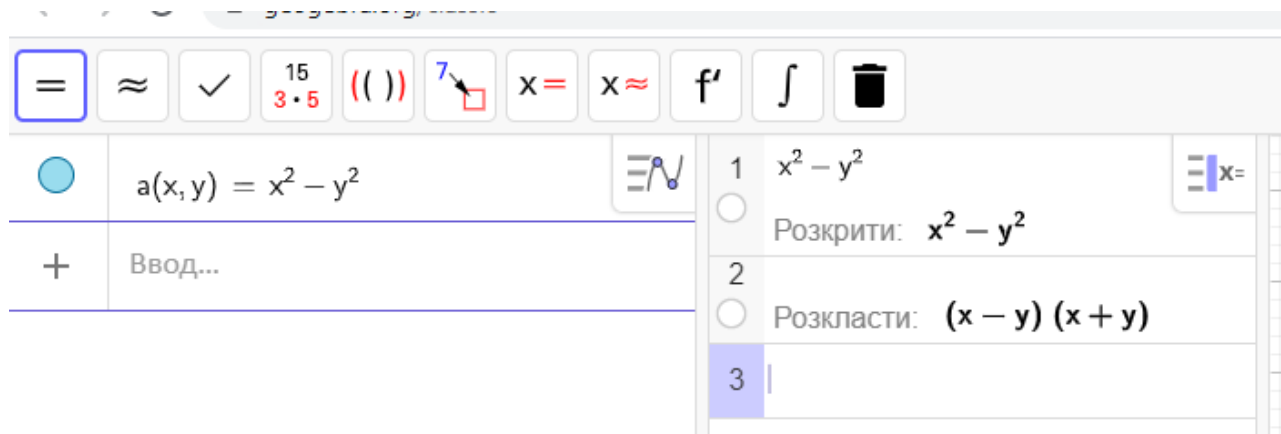 = ≈ ✓ 15 3 • 5 (( )) 7 x= x≈ f′ ∫
a(x, y) = x² − y²
Ввод...
1 x² − y²
x=
Розкрити: x² − y²
2
Розкласти: (x − y) (x + y)
3